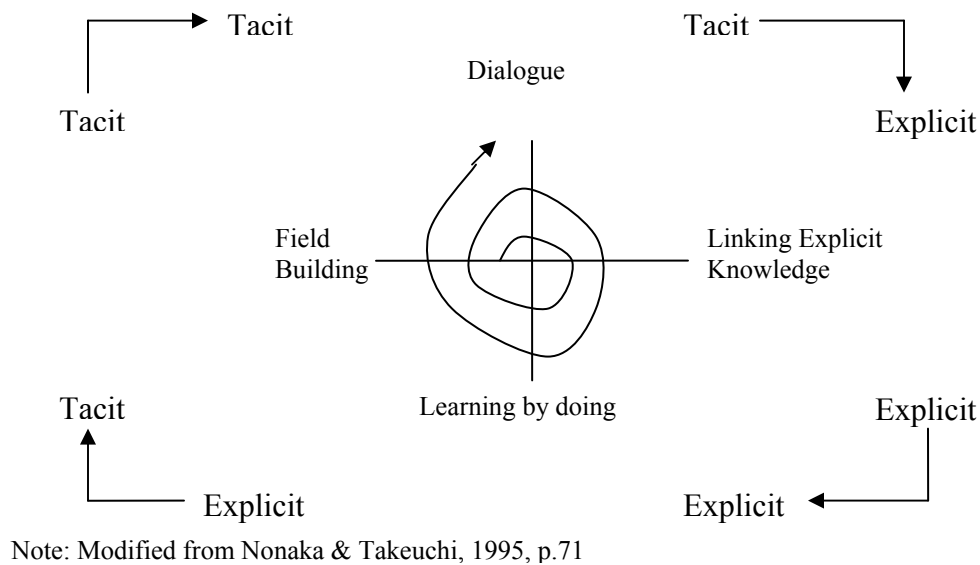 Tacit
Tacit
Dialogue
Tacit
Explicit
Field
Building
Linking Explicit
Knowledge
Tacit
Learning by doing
Explicit
Explicit
Explicit
Note: Modified from Nonaka & Takeuchi, 1995, p.71